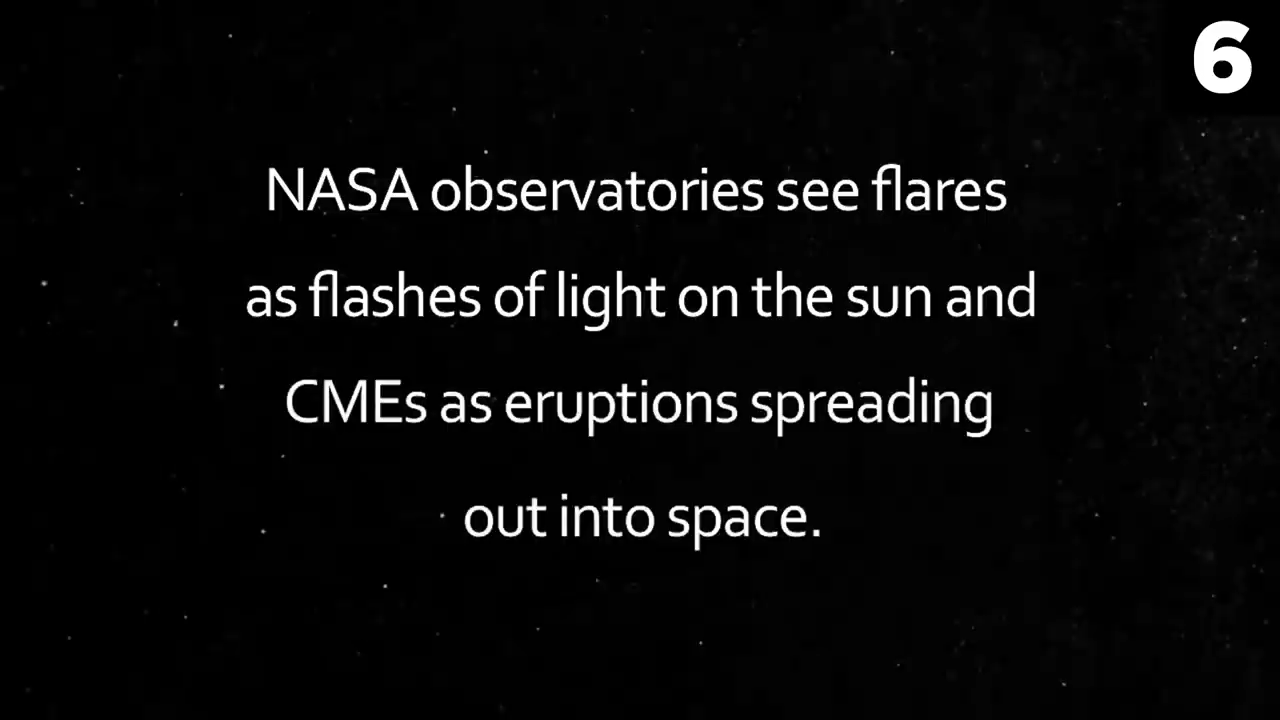 6
NASA observatories see flares
as flashes of light on the sun and
CMEs as eruptions spreading
out into space.